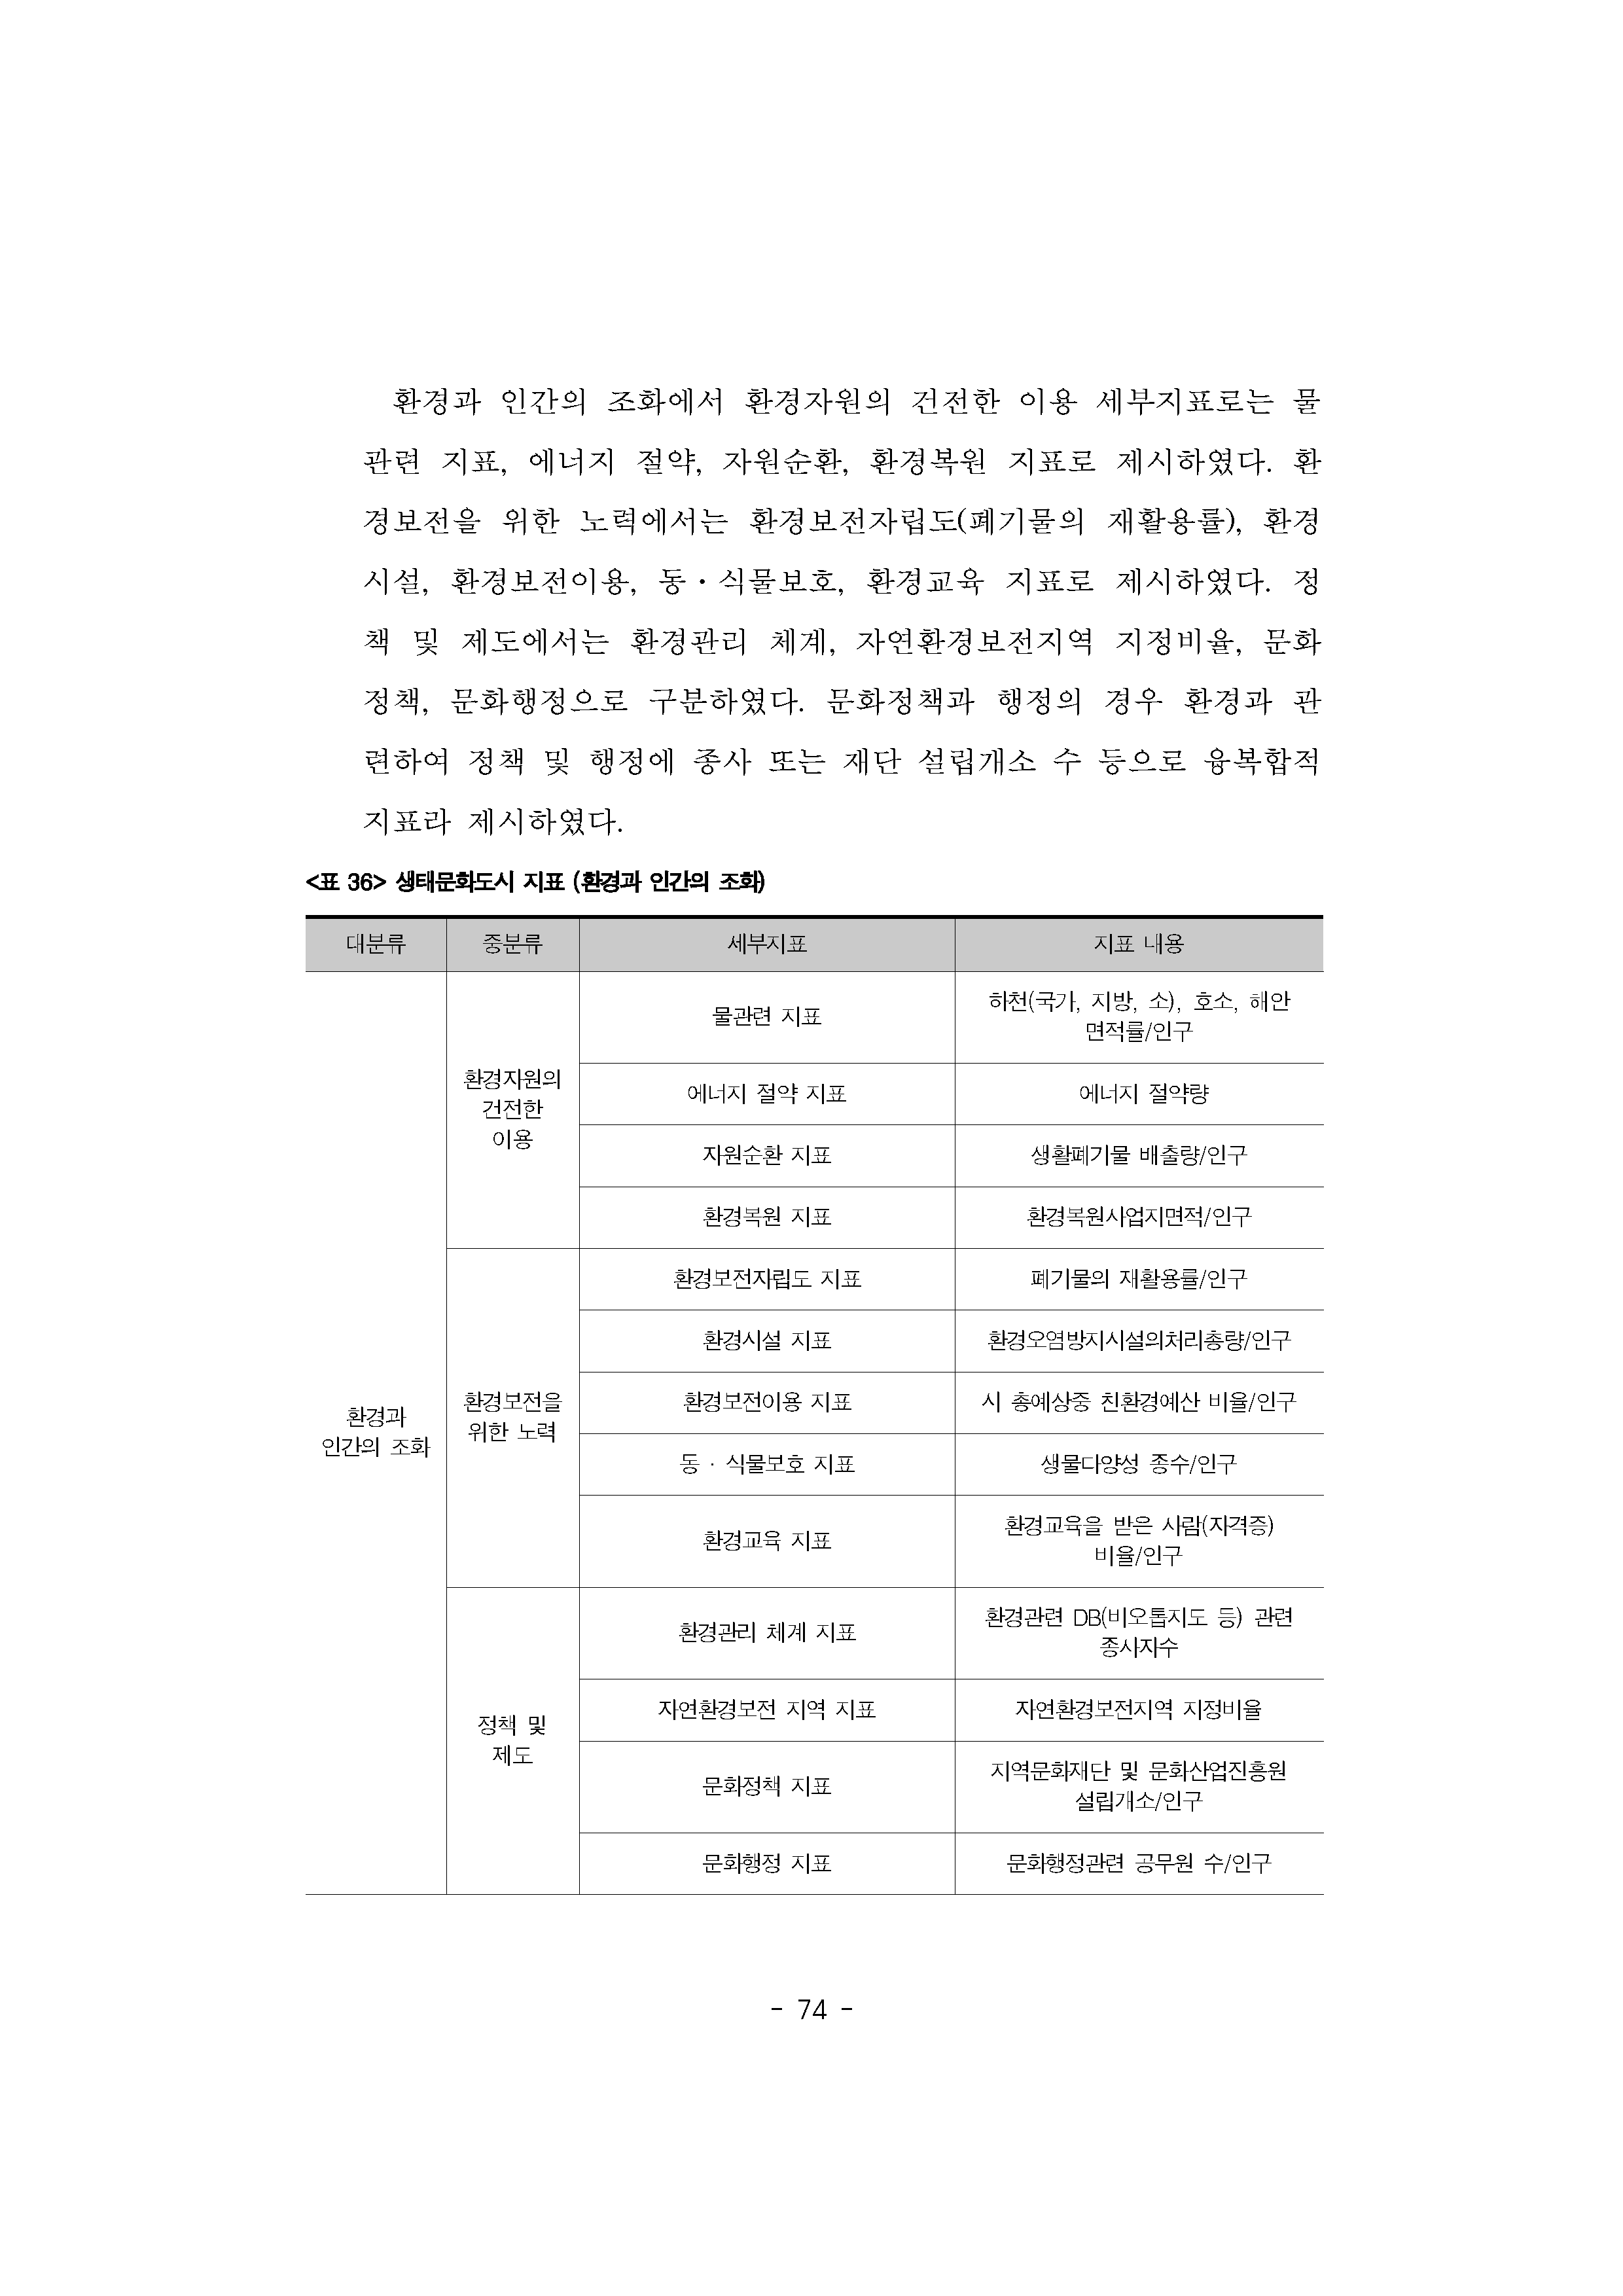 환경과 인간의 조화에서 환경자원의 건전한 이용 세부지표로는 물
관련 지표, 에너지 절약, 자원순환, 환경복원 지표로 제시하였다. 환
경보전을 위한 노력에서는 환경보전자립도(폐기물의 재활용률), 환경
시설, 환경보전이용, 동·식물보호, 환경교육 지표로 제시하였다. 정
책 및 제도에서는 환경관리 체계, 자연환경보전지역 지정비율, 문화
정책, 문화행정으로 구분하였다. 문화정책과 행정의 경우 환경과 관
련하여 정책 및 행정에 종사 또는 재단 설립개소 수 등으로 융복합적
지표라 제시하였다.
<표 36> 생태문화도시 지표 (환경과 인간의 조화)
대분류 중분류 세부지표 지표 내용
환경과
인간의 조화
환경자원의
건전한
이용
물관련 지표
하천(국가, 지방, 소), 호소, 해안
면적률/인구
에너지 절약 지표 에너지 절약량
자원순환 지표 생활폐기물 배출량/인구
환경복원 지표 환경복원사업지면적/인구
환경보전을
위한 노력
환경보전자립도 지표 폐기물의 재활용률/인구
환경시설 지표 환경오염방지시설의처리총량/인구
환경보전이용 지표 시 총예상중 친환경예산 비율/인구
동 · 식물보호 지표 생물다양성 종수/인구
환경교육 지표
환경교육을 받은 사람(자격증)
비율/인구
정책 및
제도
환경관리 체계 지표
환경관련 DB(비오톱지도 등) 관련
종사자수
자연환경보전 지역 지표 자연환경보전지역 지정비율
문화정책 지표
지역문화재단 및 문화산업진흥원
설립개소/인구
문화행정 지표 문화행정관련 공무원 수/인구
- 74 -